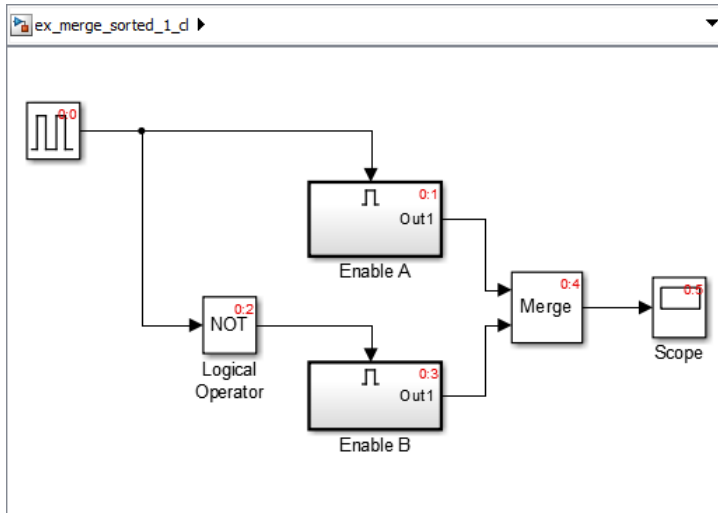 ex_merge_sorted_1_cl
0:0
0:1
Out1
Enable A
0:2
NOT
Logical
Operator
0:3
Out1
Enable B
0:4
Merge
0:5
Scope